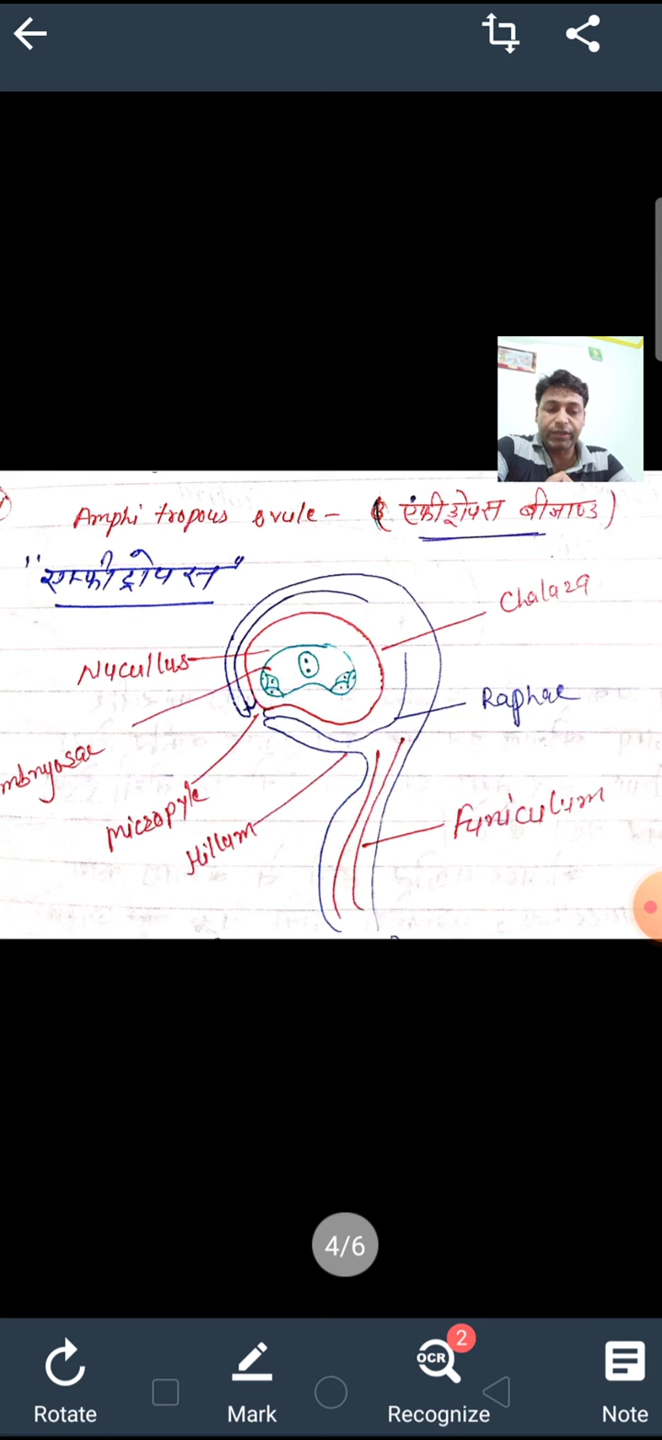 Amphi tropous ovule - ( एंफीट्रोपस बीजाण्ड )
"एम्फीट्रोपस"
Chalaza
Nucullus
Raphae
mbryosac
micropyle
Hillum
Funiculum
4/6
OCR 2
Rotate Mark Recognize Note